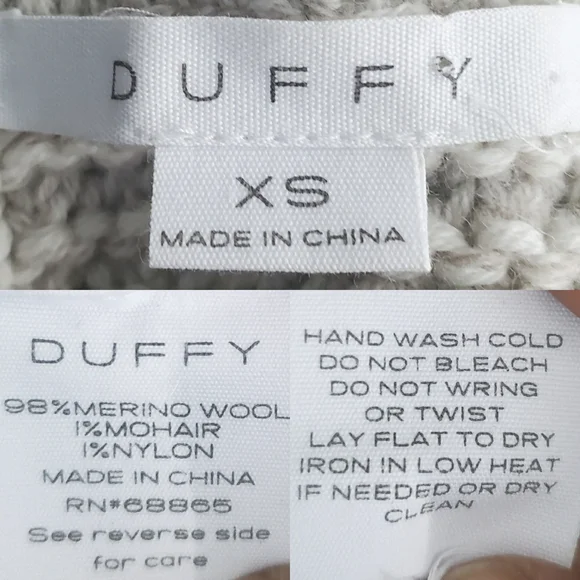 DUFFY
XS
MADE IN CHINA
DUFFY
98%MERINO WOOL
1%MOHAIR
1%NYLON
MADE IN CHINA
RN#68865
See reverse side
for care
HAND WASH COLD
DO NOT BLEACH
DO NOT WRING
OR TWIST
LAY FLAT TO DRY
IRON IN LOW HEAT
IF NEEDED OR DRY
CLEAN